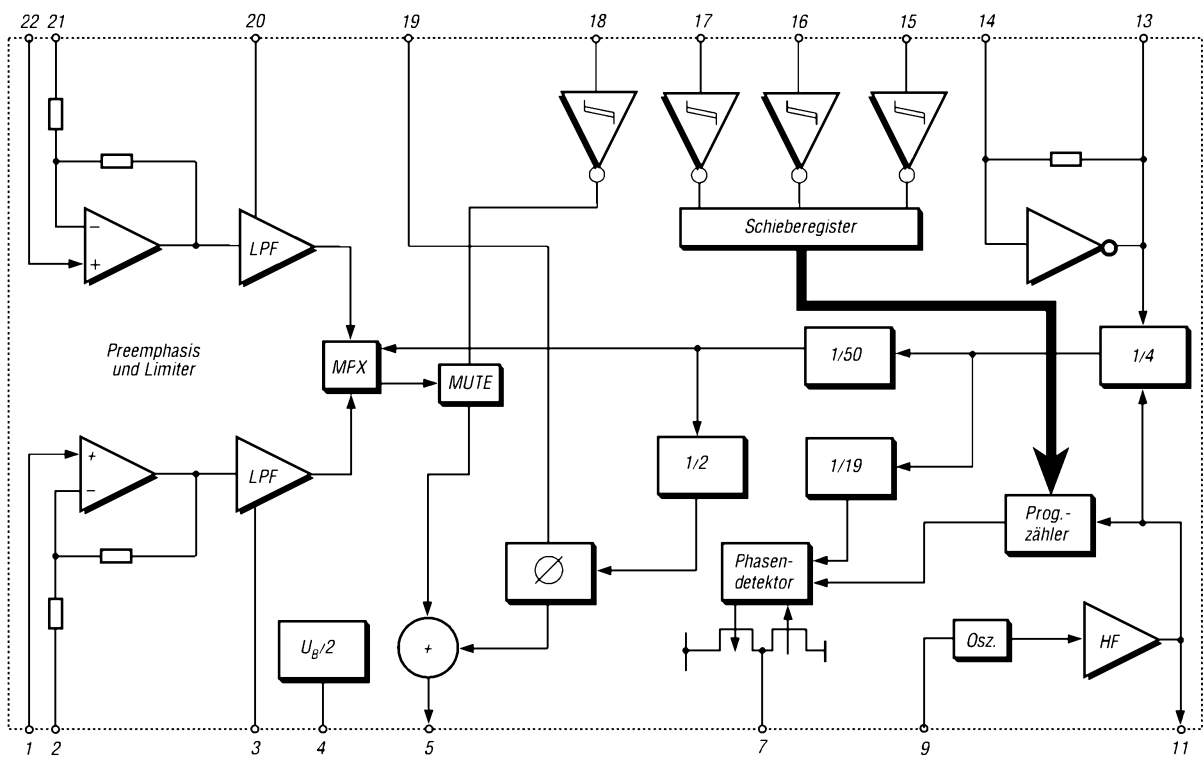 22 21 20 19 18 17 16 15 14 13
−
+
LPF
Schieberegister
Preemphasis
und Limiter
MPX
MUTE
1/50
1/4
+
−
LPF
1/2
1/19
Prog.-
zähler
∅
Phasen-
detektor
U_B/2
+
Osz.
HF
1 2 3 4 5 7 9 11